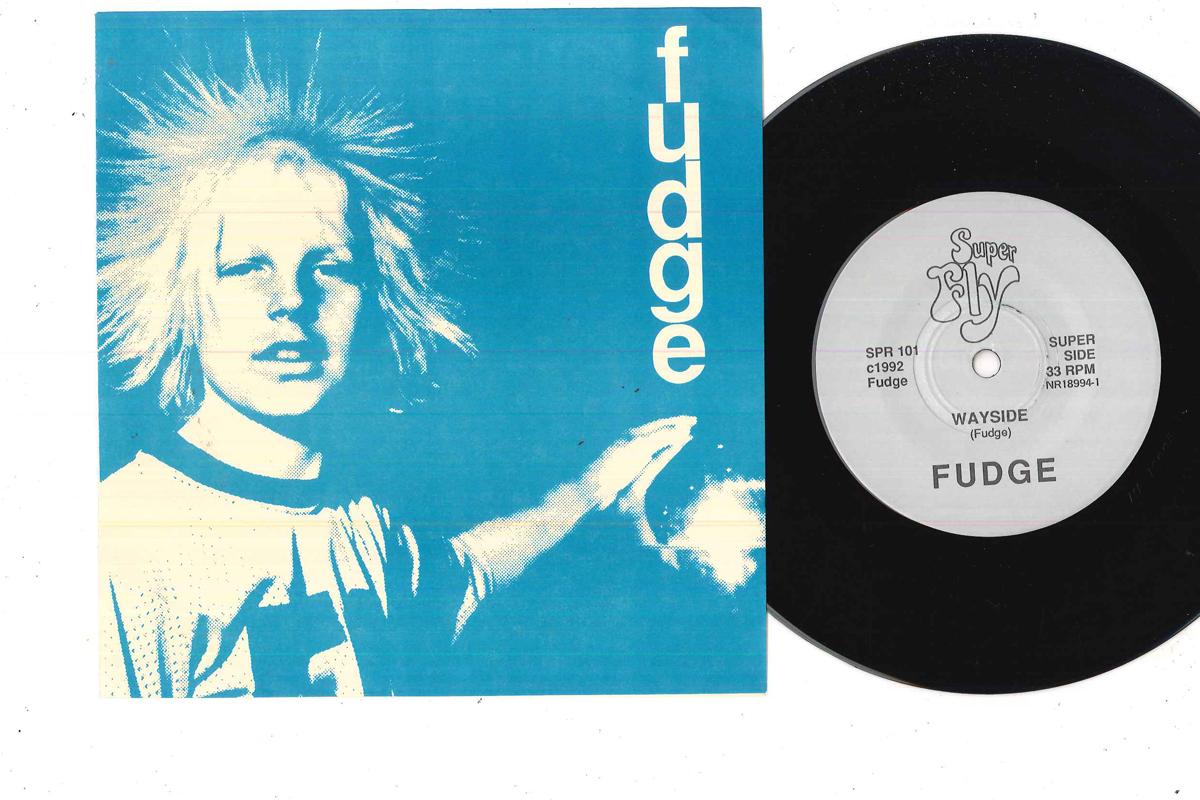 fudge
Super
Fly
SPR 101
c1992
Fudge
SUPER
SIDE
33 RPM
NR18994-1
WAYSIDE
(Fudge)
FUDGE